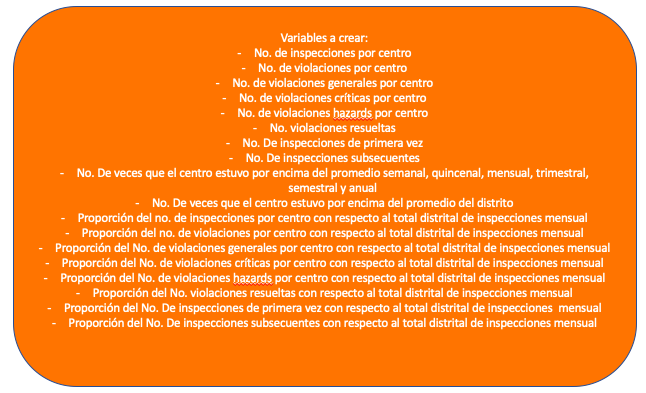 Variables a crear:
- No. de inspecciones por centro
- No. de violaciones por centro
- No. de violaciones generales por centro
- No. de violaciones críticas por centro
- No. de violaciones hazards por centro
- No. violaciones resueltas
- No. De inspecciones de primera vez
- No. De inspecciones subsecuentes
- No. De veces que el centro estuvo por encima del promedio semanal, quincenal, mensual, trimestral,
semestral y anual
- No. De veces que el centro estuvo por encima del promedio del distrito
- Proporción del no. de inspecciones por centro con respecto al total distrital de inspecciones mensual
- Proporción del no. de violaciones por centro con respecto al total distrital de inspecciones mensual
- Proporción del No. de violaciones generales por centro con respecto al total distrital de inspecciones mensual
- Proporción del No. de violaciones críticas por centro con respecto al total distrital de inspecciones mensual
- Proporción del No. de violaciones hazards por centro con respecto al total distrital de inspecciones mensual
- Proporción del No. violaciones resueltas con respecto al total distrital de inspecciones mensual
- Proporción del No. De inspecciones de primera vez con respecto al total distrital de inspecciones mensual
- Proporción del No. De inspecciones subsecuentes con respecto al total distrital de inspecciones mensual